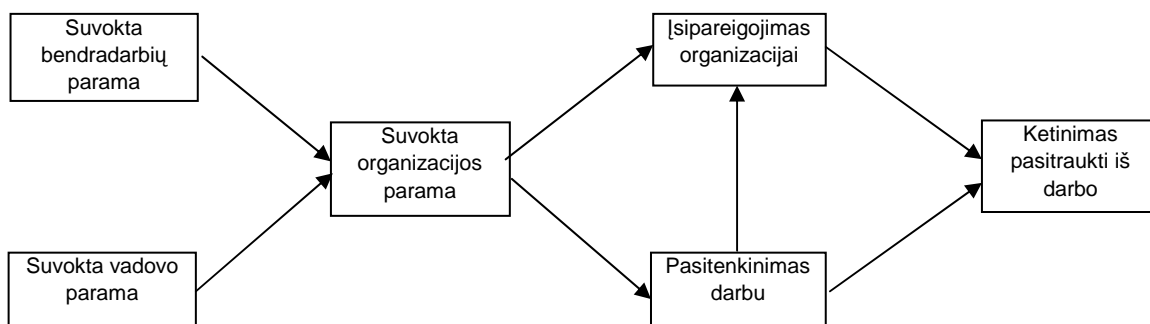 Suvokta
bendradarbių
parama
Įsipareigojimas
organizacijai
Suvokta
organizacijos
parama
Ketinimas
pasitraukti iš
darbo
Suvokta vadovo
parama
Pasitenkinimas
darbu